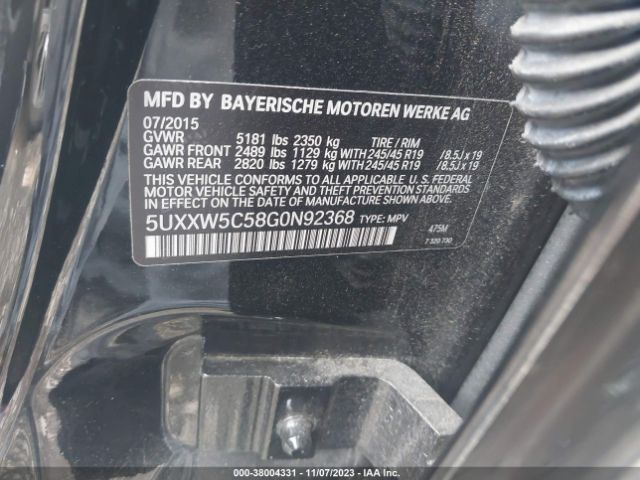 MFD BY BAYERISCHE MOTOREN WERKE AG
07/2015
GVWR 5181 lbs 2350 kg TIRE / RIM
GAWR FRONT 2489 lbs 1129 kg WITH 245/45 R19 / 8.5J x 19
GAWR REAR 2820 lbs 1279 kg WITH 245/45 R19 / 8.5J x 19
THIS VEHICLE CONFORMS TO ALL APPLICABLE U.S. FEDERAL
MOTOR VEHICLE SAFETY AND THEFT PREVENTION STANDARDS
IN EFFECT ON THE DATE OF MANUFACTURE SHOWN ABOVE.
5UXXW5C58G0N92368 TYPE: MPV 475M
7 320 730
000-38004331 - 11/07/2023 - IAA Inc.